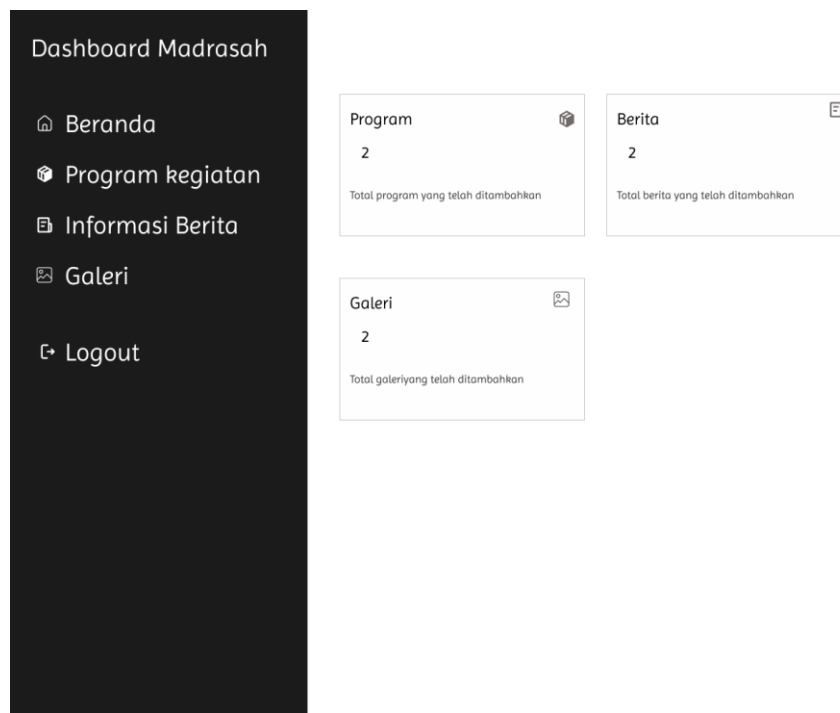 Dashboard Madrasah
Beranda
Program kegiatan
Informasi Berita
Galeri
Logout
Program
2
Total program yang telah ditambahkan
Berita
2
Total berita yang telah ditambahkan
Galeri
2
Total galeriyang telah ditambahkan